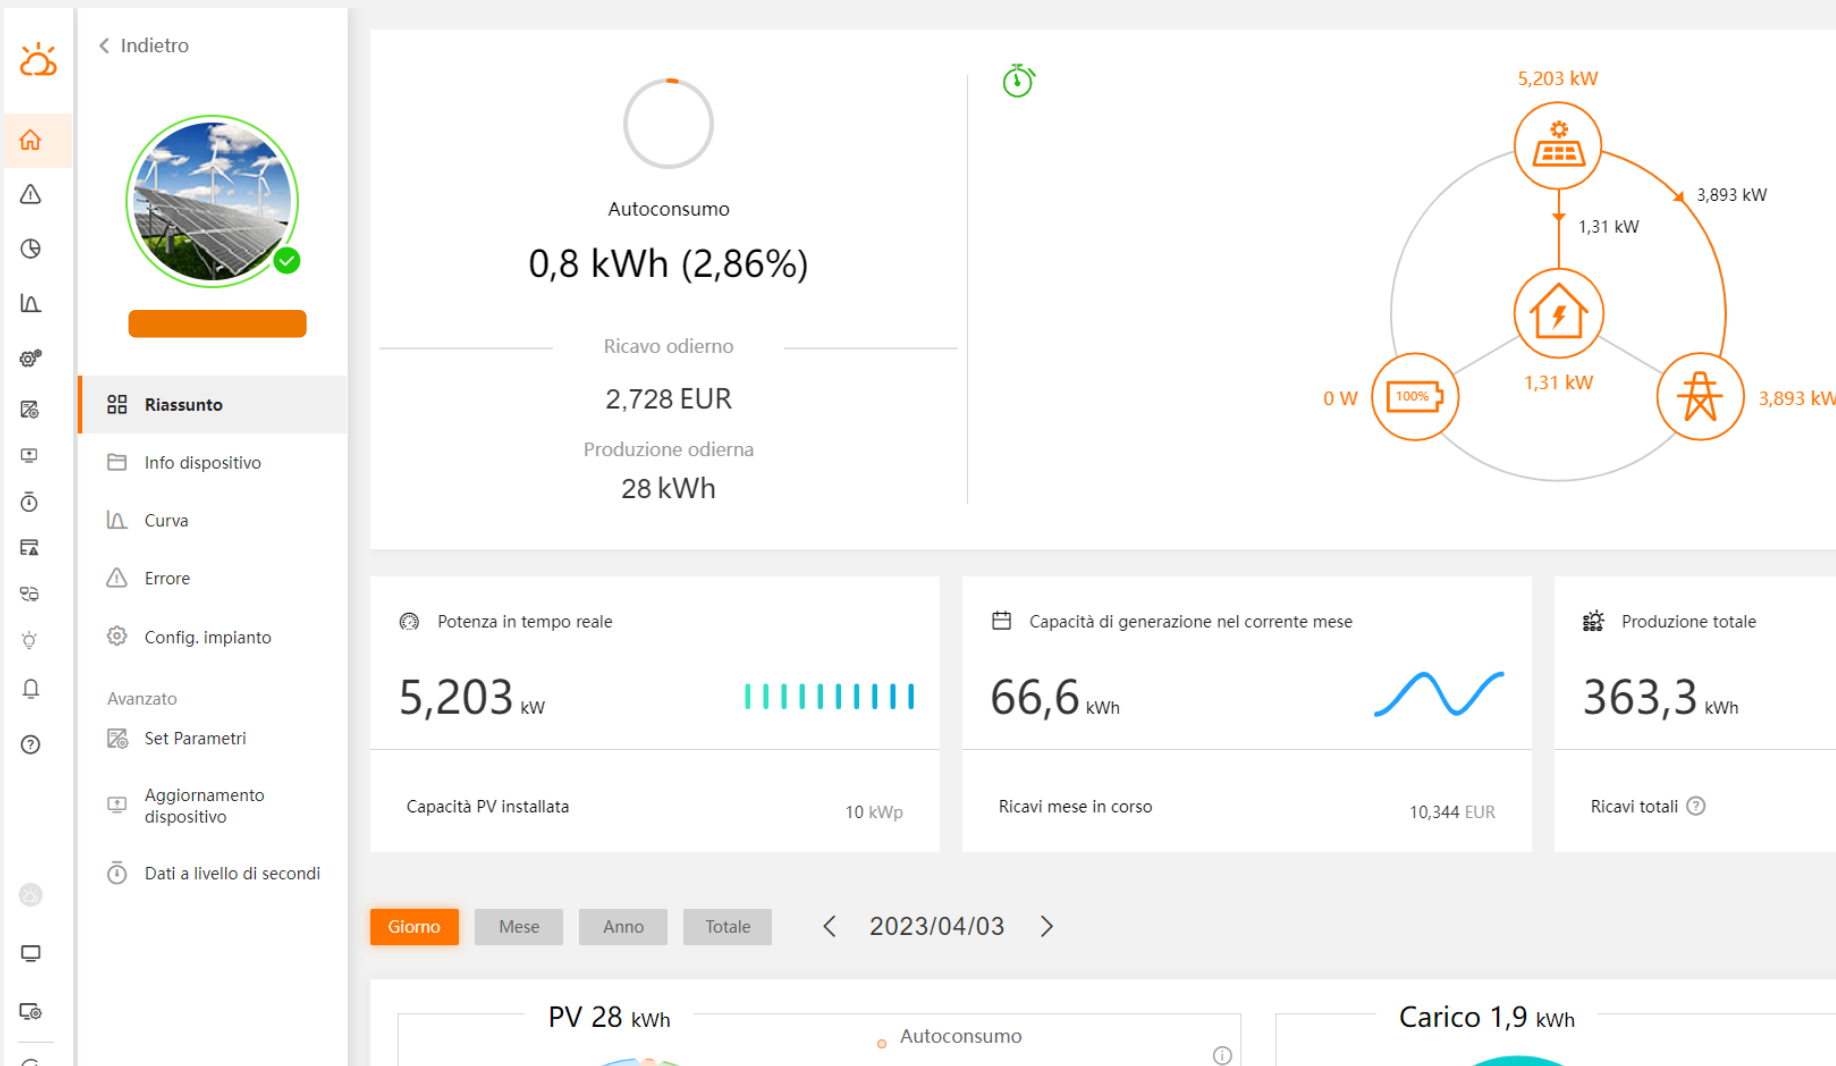 Indietro
Riassunto
Info dispositivo
Curva
Errore
Config. impianto
Avanzato
Set Parametri
Aggiornamento
dispositivo
Dati a livello di secondi
Autoconsumo
0,8 kWh (2,86%)
Ricavo odierno
2,728 EUR
Produzione odierna
28 kWh
5,203 kW
3,893 kW
1,31 kW
1,31 kW
0 W
100%
3,893 kW
Potenza in tempo reale
5,203 kW
Capacità PV installata
10 kWp
Capacità di generazione nel corrente mese
66,6 kWh
Ricavi mese in corso
10,344 EUR
Produzione totale
363,3 kWh
Ricavi totali
Giorno
Mese
Anno
Totale
2023/04/03
PV 28 kWh
Autoconsumo
Carico 1,9 kWh